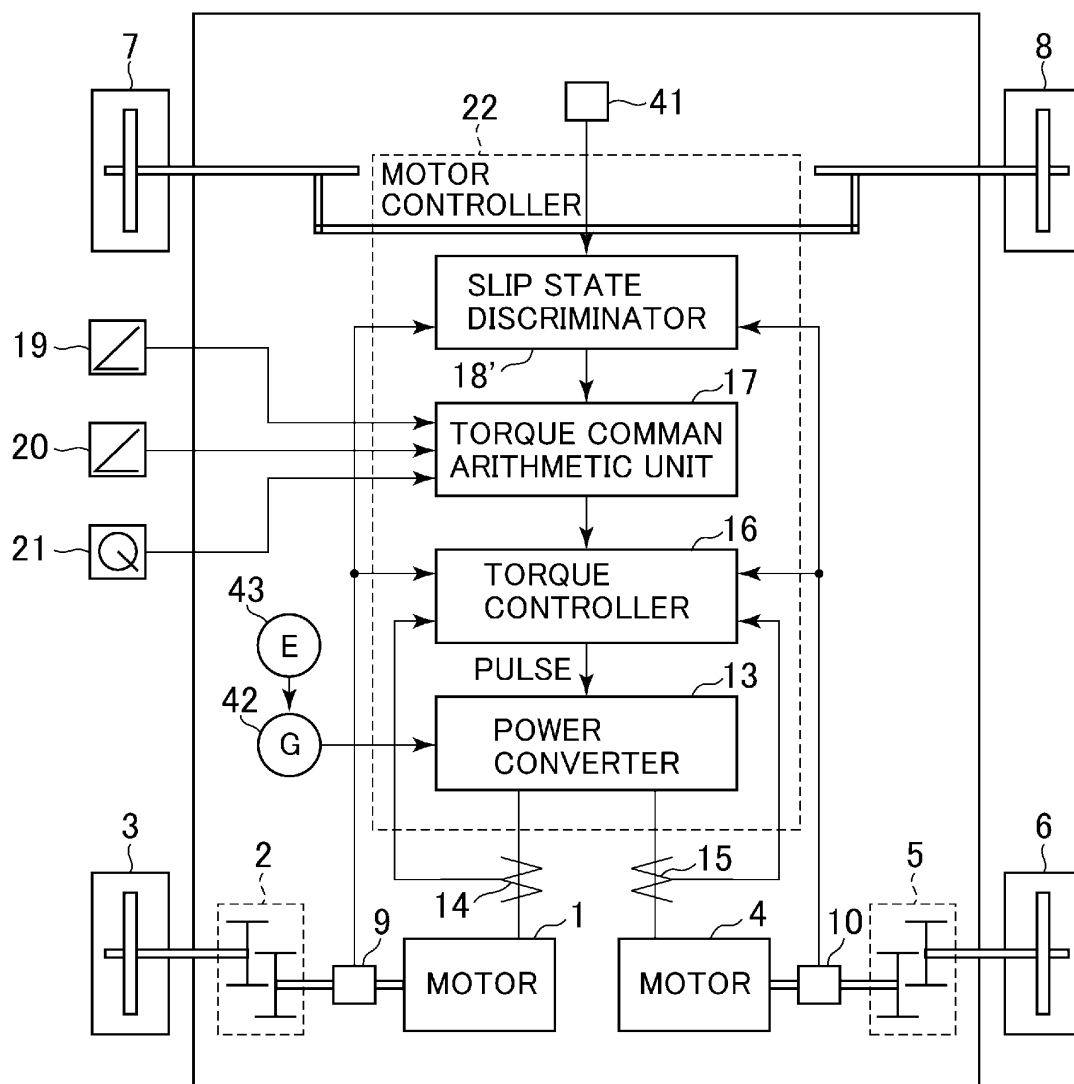 7
8
22
41
MOTOR
CONTROLLER
SLIP STATE
DISCRIMINATOR
19
18'
17
20
TORQUE COMMAN
ARITHMETIC UNIT
21
16
TORQUE
CONTROLLER
43
E
PULSE
13
42
G
POWER
CONVERTER
3
2
15
5
6
14
1
4
9
10
MOTOR
MOTOR